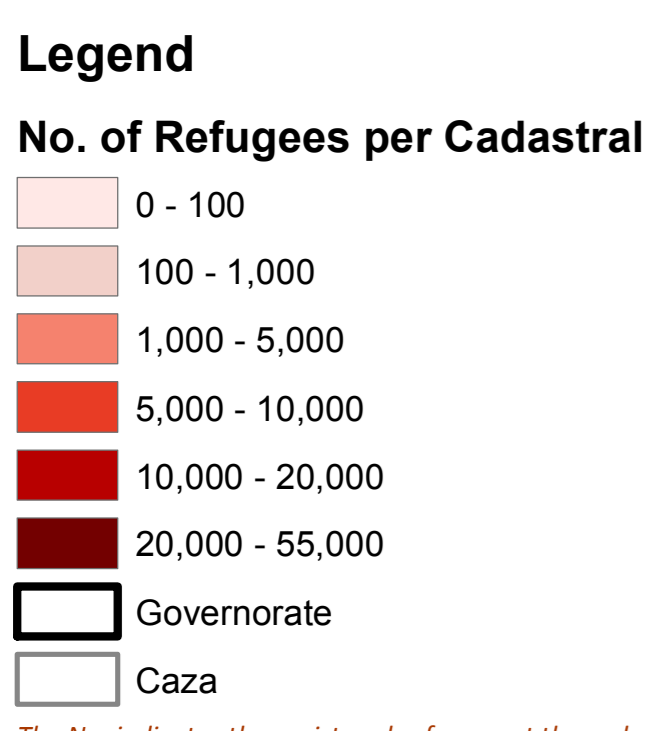 Legend
No. of Refugees per Cadastral
0 - 100
100 - 1,000
1,000 - 5,000
5,000 - 10,000
10,000 - 20,000
20,000 - 55,000
Governorate
Caza